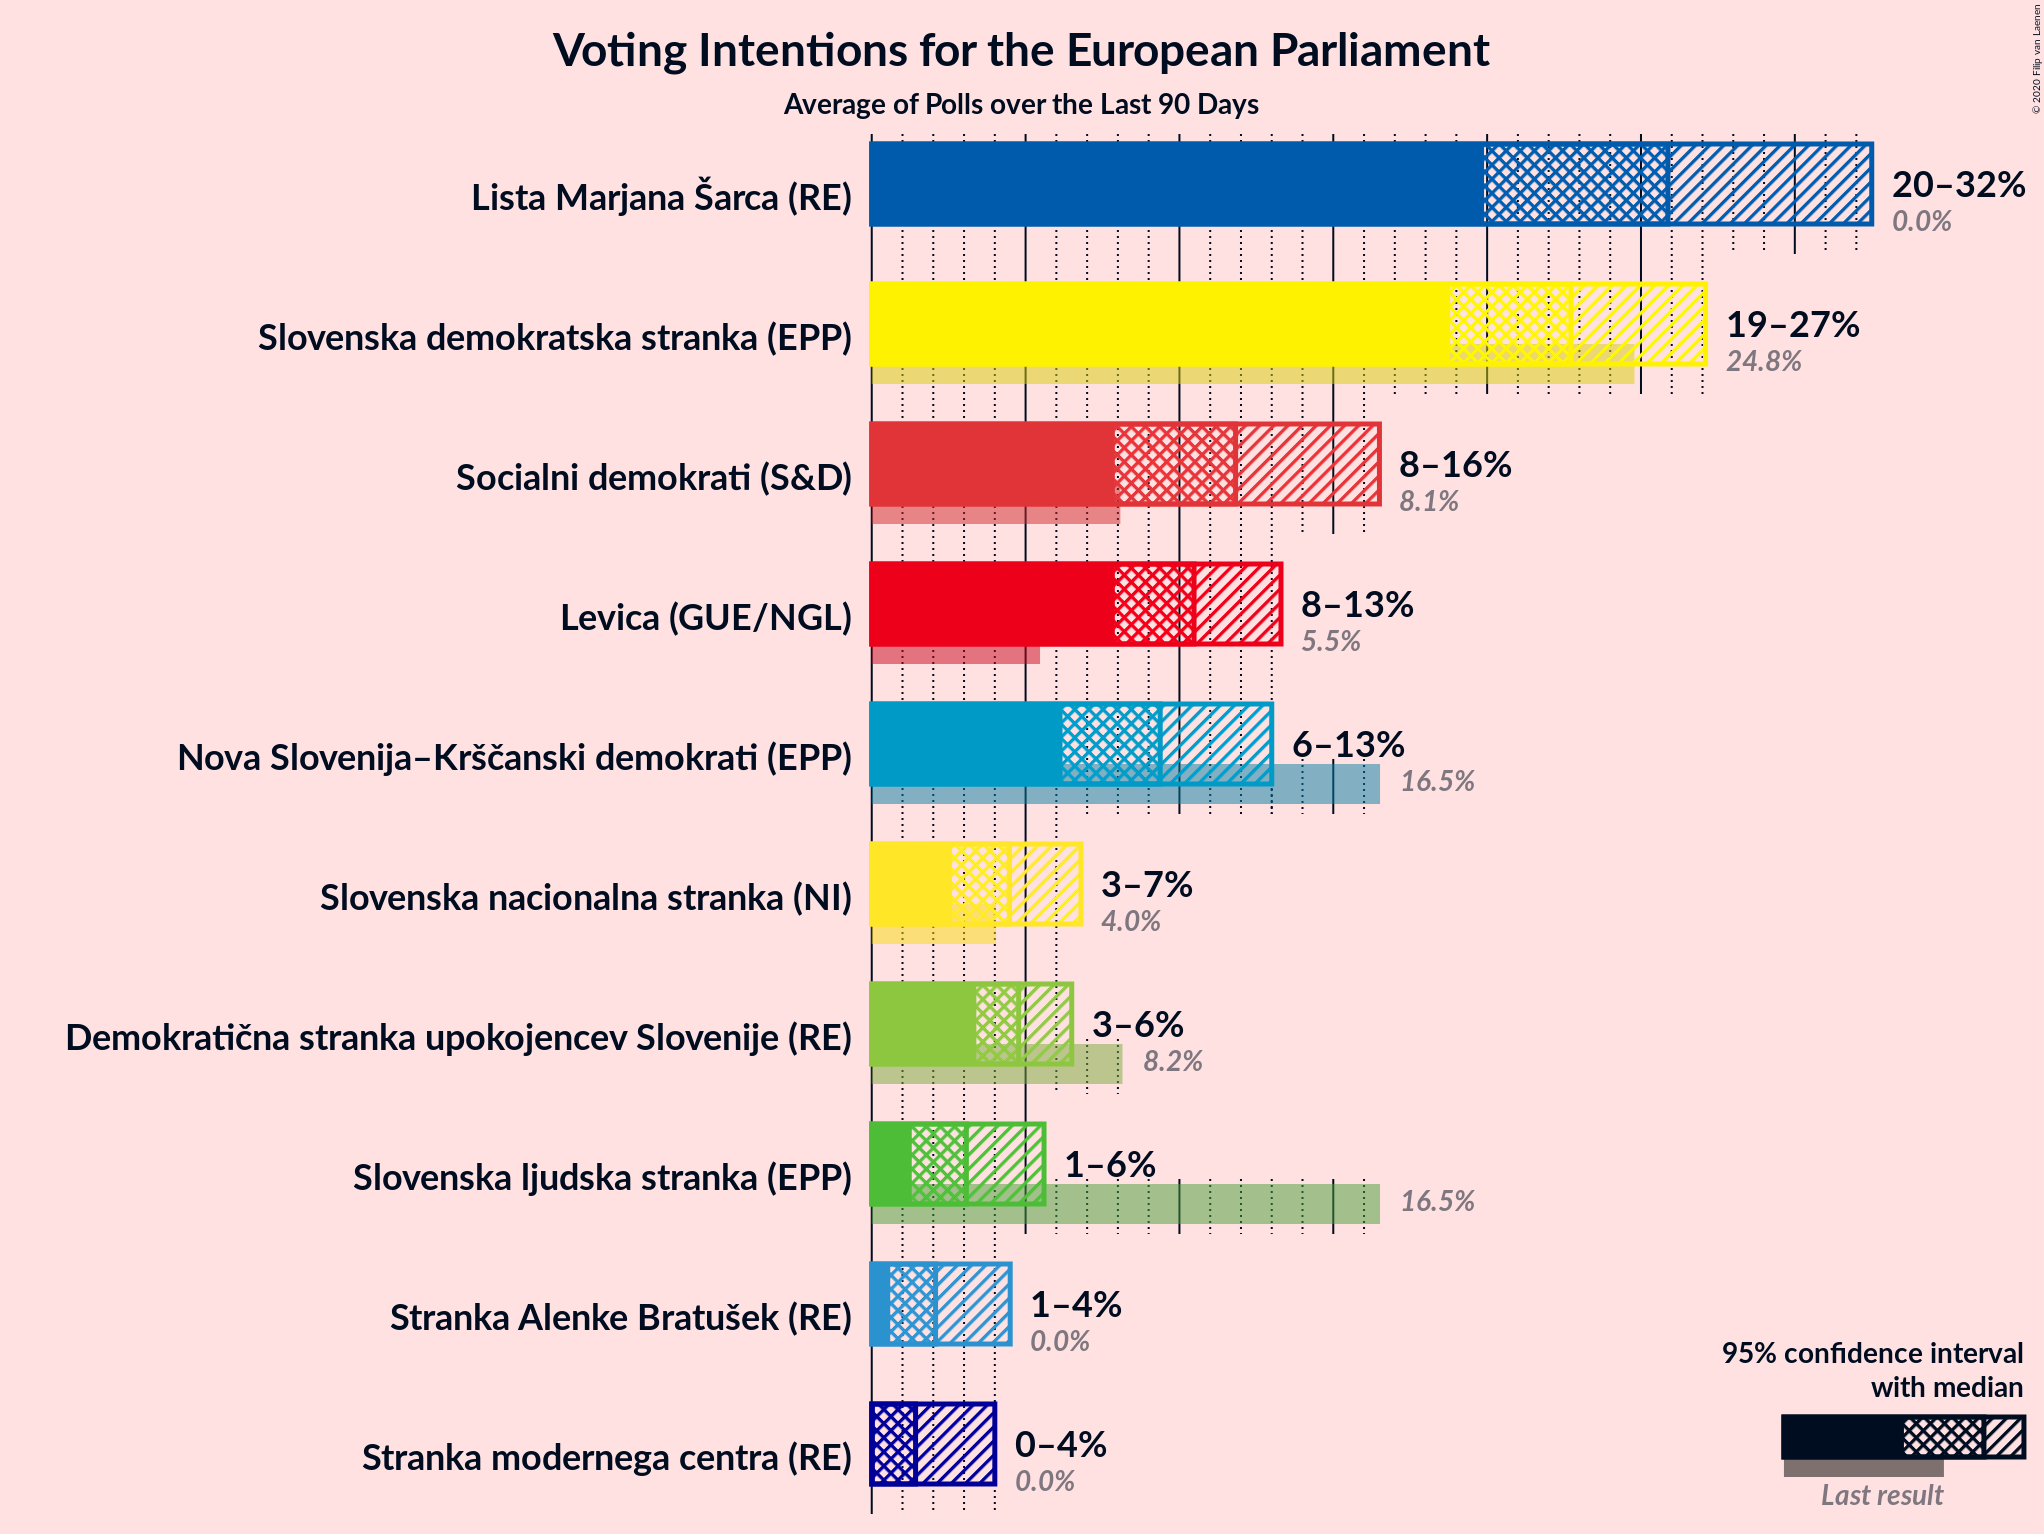 © 2020 Filip van Laenen
Voting Intentions for the European Parliament
Average of Polls over the Last 90 Days
Lista Marjana Šarca (RE)
20–32%
0.0%
Slovenska demokratska stranka (EPP)
19–27%
24.8%
Socialni demokrati (S&D)
8–16%
8.1%
Levica (GUE/NGL)
8–13%
5.5%
Nova Slovenija–Krščanski demokrati (EPP)
6–13%
16.5%
Slovenska nacionalna stranka (NI)
3–7%
4.0%
Demokratična stranka upokojencev Slovenije (RE)
3–6%
8.2%
Slovenska ljudska stranka (EPP)
1–6%
16.5%
Stranka Alenke Bratušek (RE)
1–4%
0.0%
Stranka modernega centra (RE)
0–4%
0.0%
95% confidence interval
with median
Last result